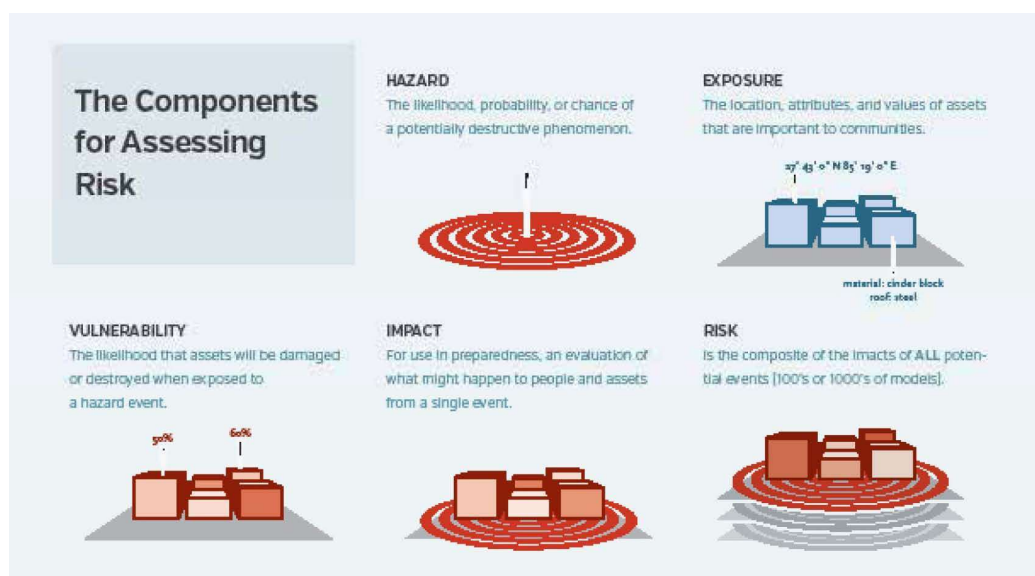 The Components
for Assessing
Risk
HAZARD
The likelihood, probability, or chance of
a potentially destructive phenomenon.
EXPOSURE
The location, attributes, and values of assets
that are important to communities.
27° 43' 0" N 85° 19' 0" E
material: cinder block
roof: steel
VULNERABILITY
The likelihood that assets will be damaged
or destroyed when exposed to
a hazard event.
50%
60%
IMPACT
For use in preparedness, an evaluation of
what might happen to people and assets
from a single event.
RISK
is the composite of the imacts of ALL poten-
tial events [100's or 1000's of models].